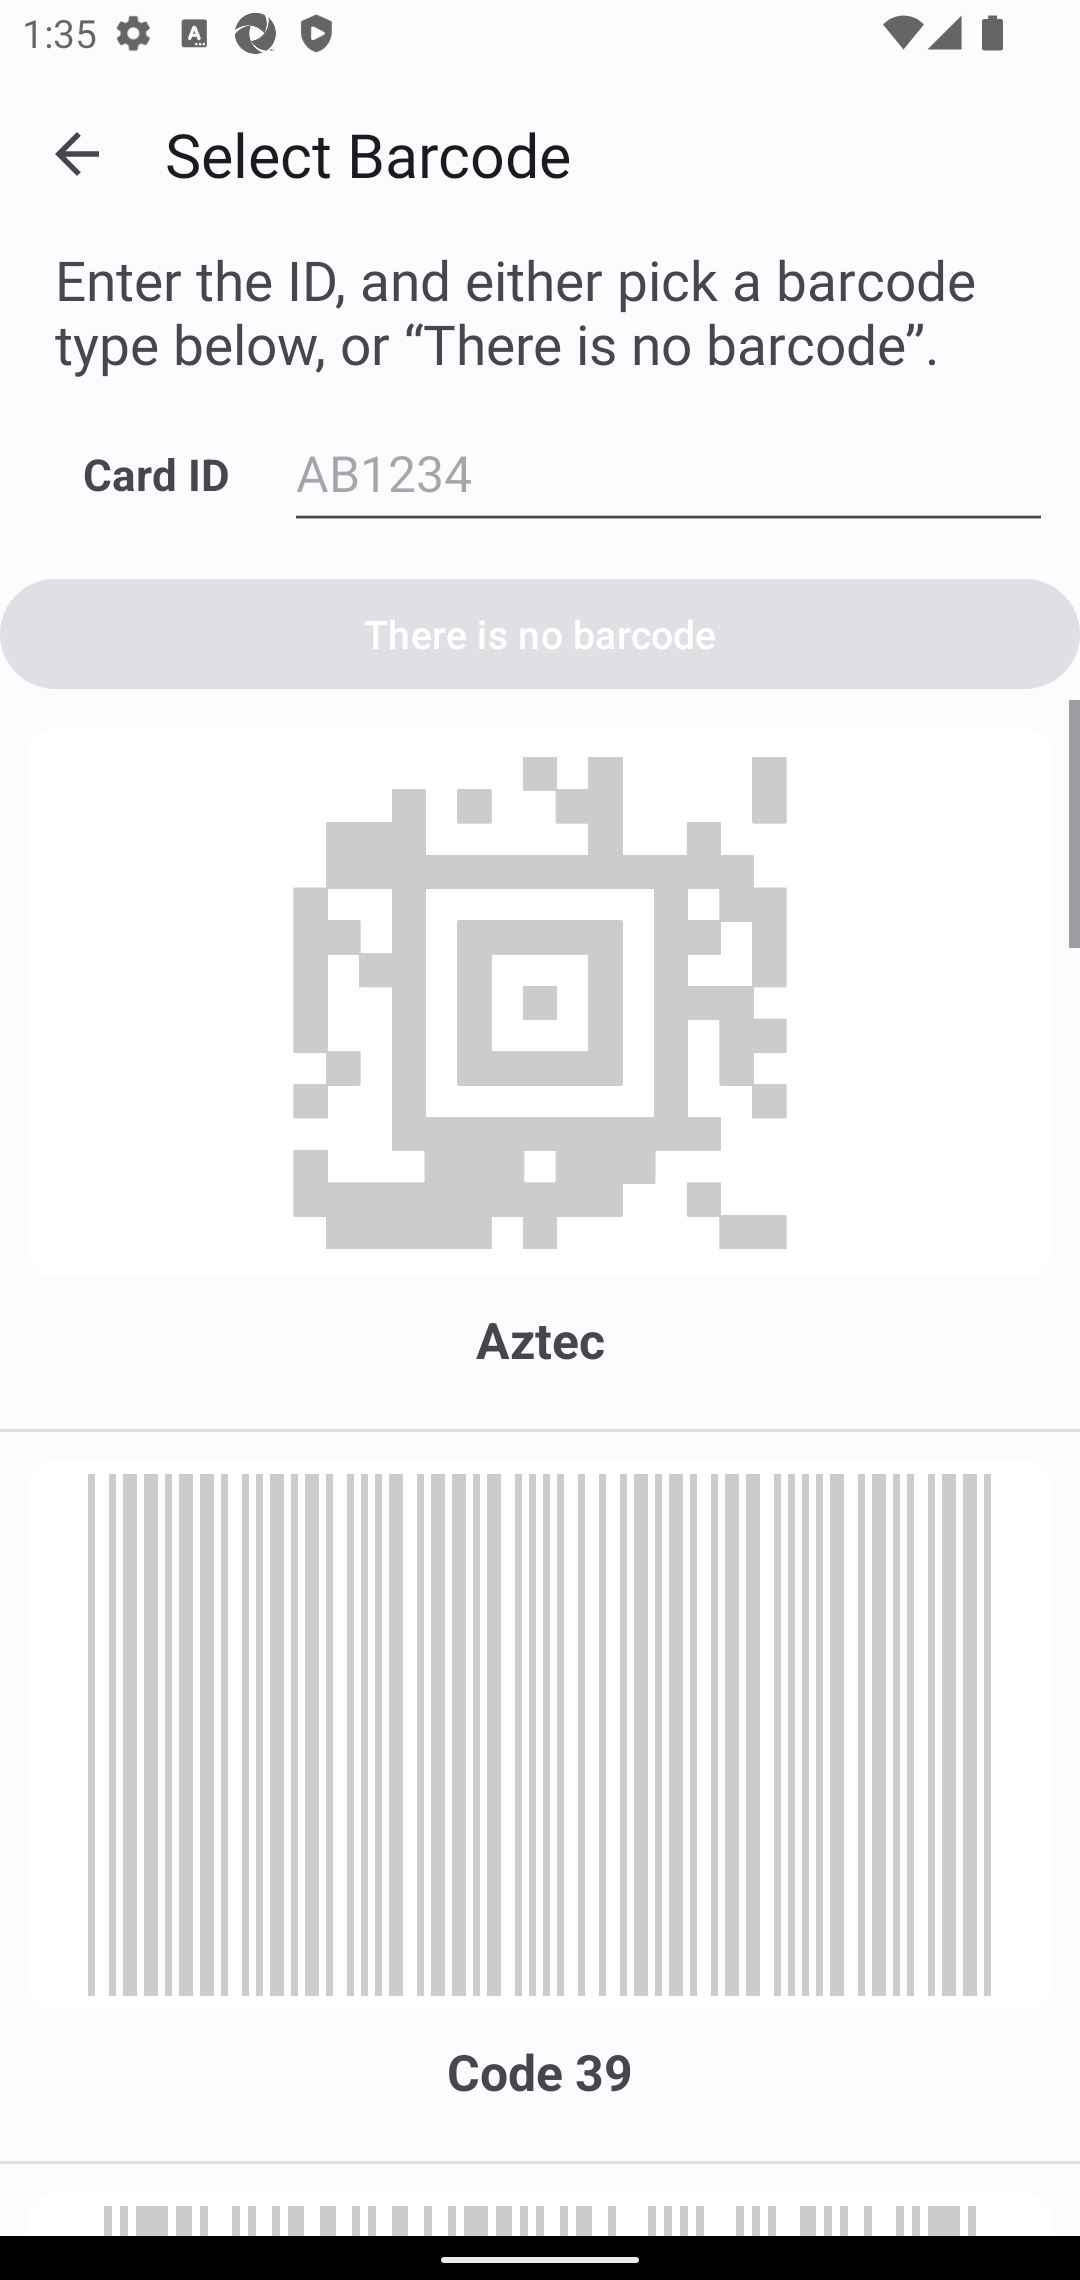 1:35
Select Barcode
Enter the ID, and either pick a barcode
type below, or “There is no barcode”.
Card ID AB1234
There is no barcode
Aztec
Code 39